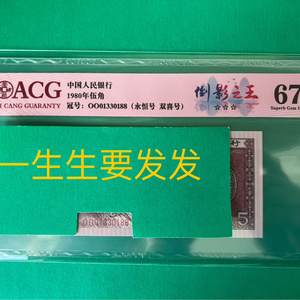 ACG
CANG GUARANTY
中国人民银行
1980年伍角
冠号：OO01330188（永恒号 双喜号）
倒影之王
☆☆☆
67
Superb Gem
一生生要发发
OO01330188
5